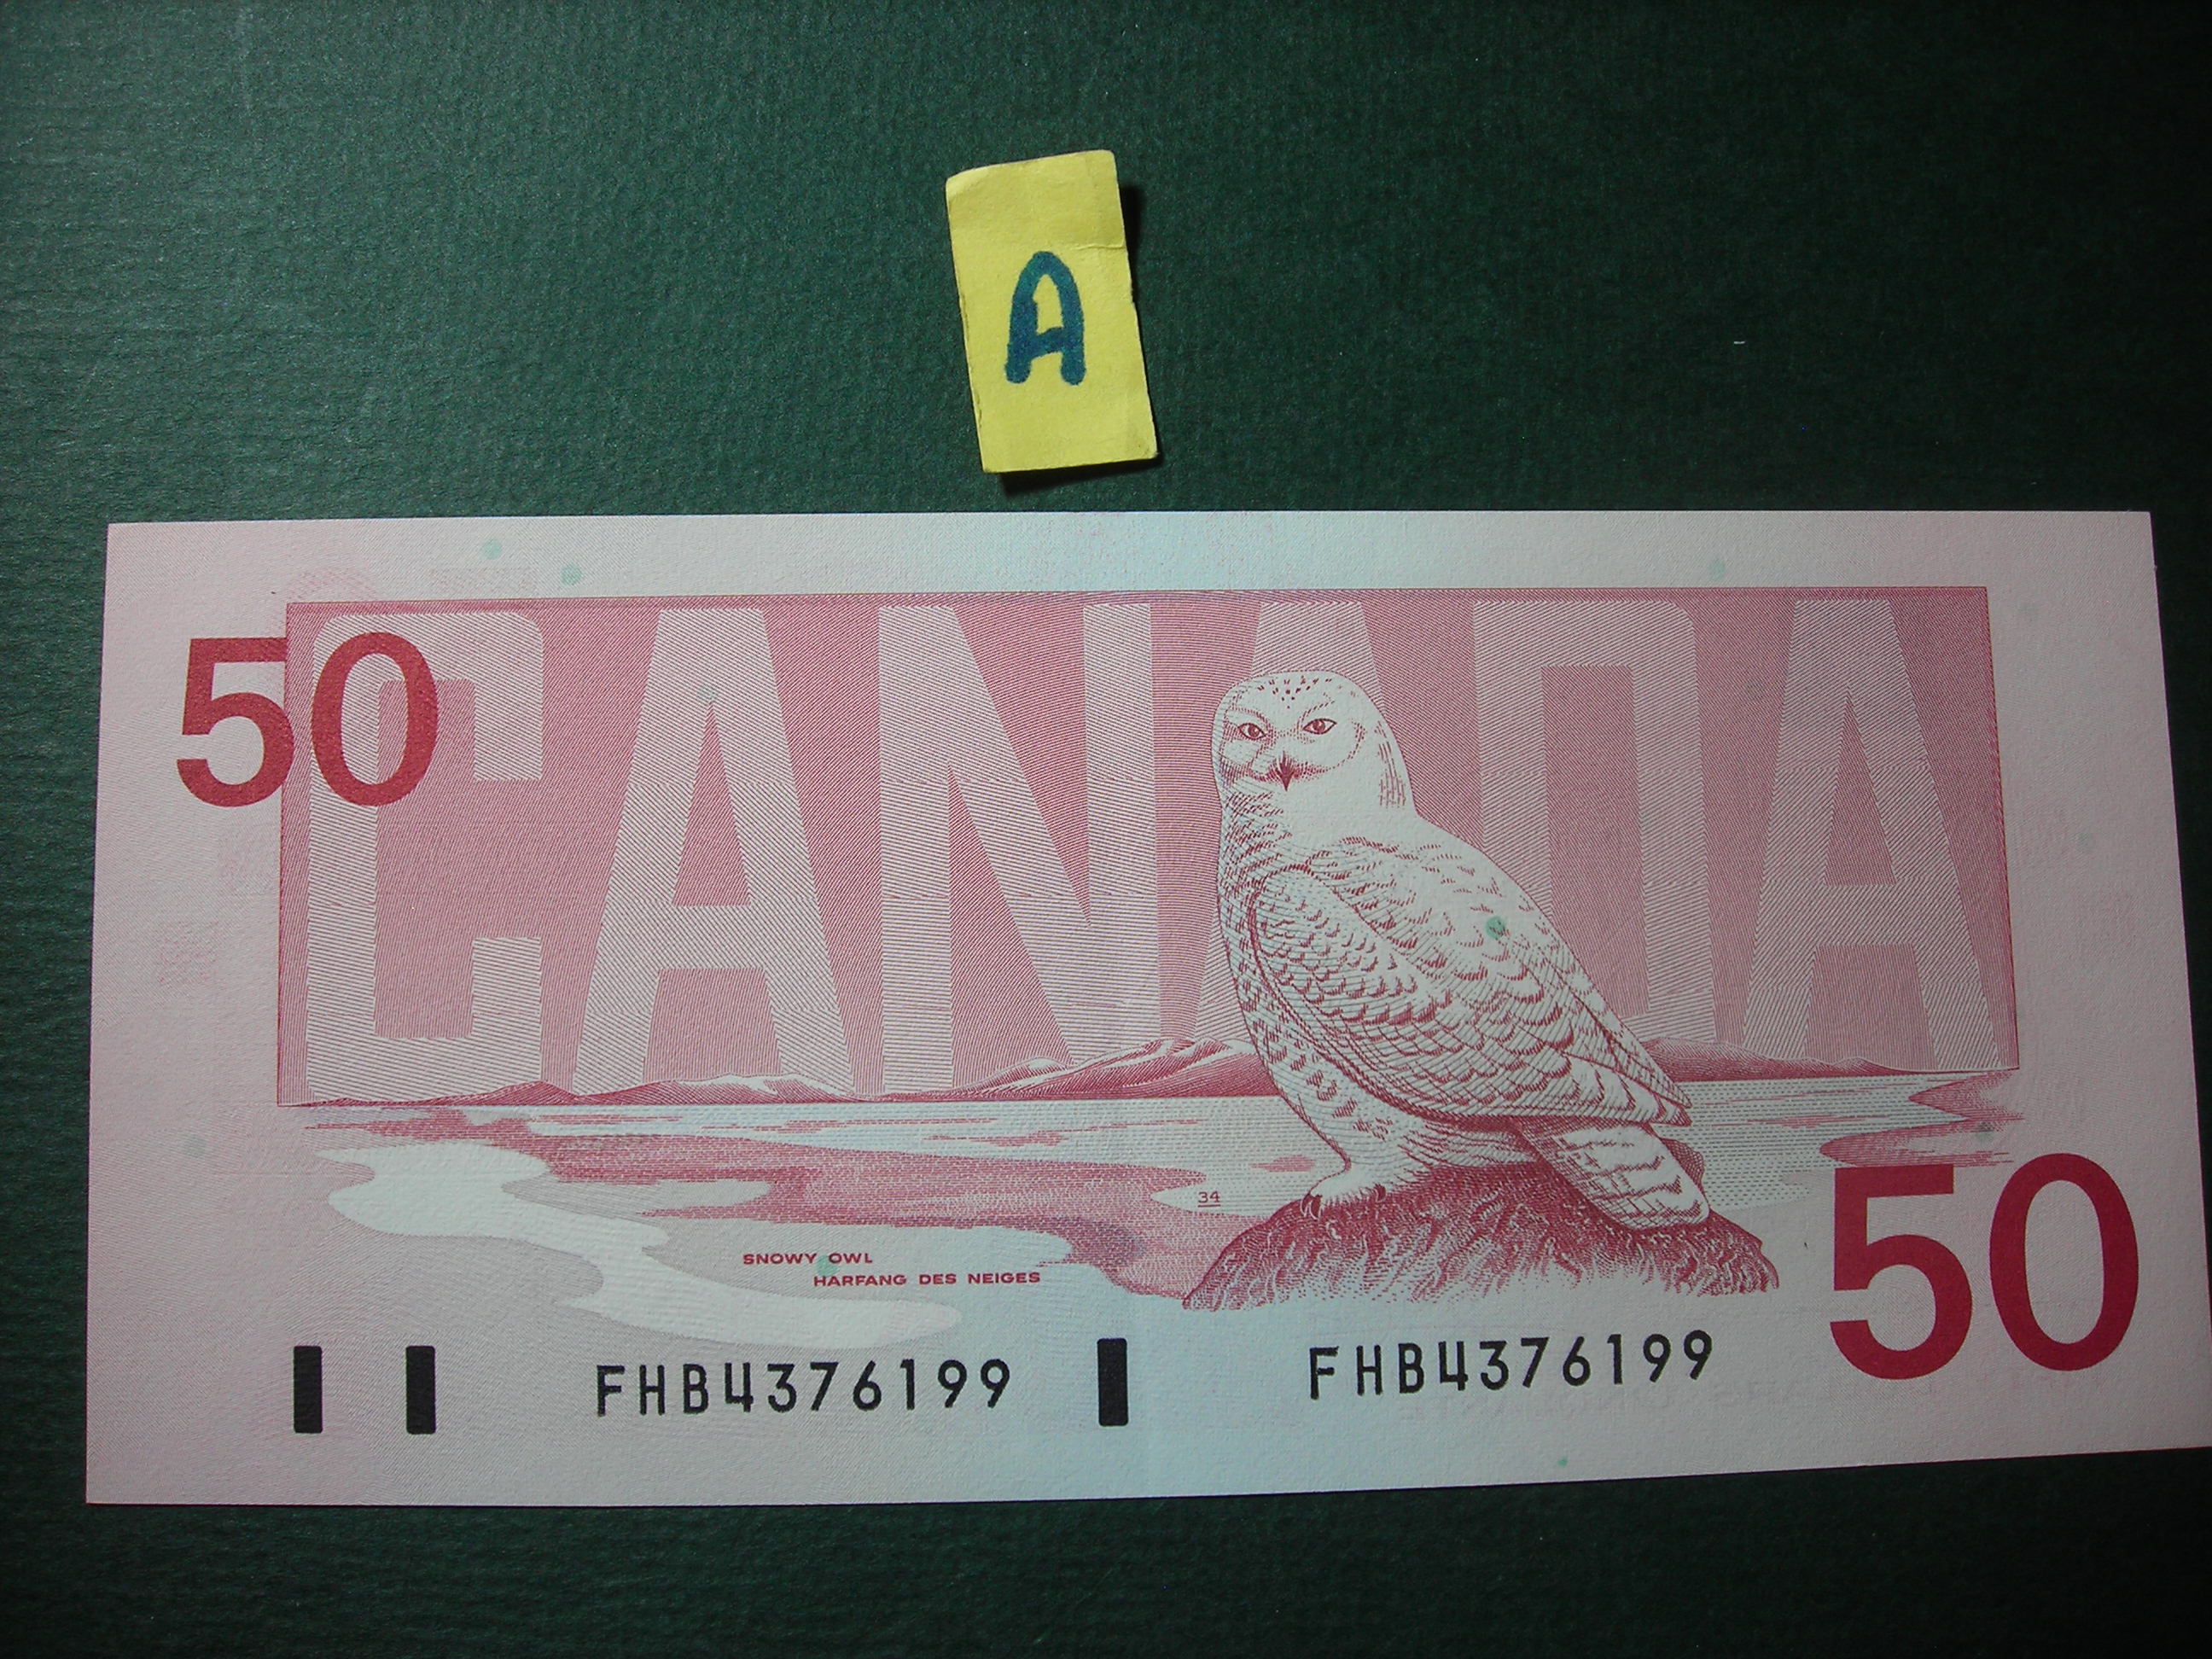 A
CANADA
50
34
SNOWY OWL
HARFANG DES NEIGES
50
FHB4376199 FHB4376199